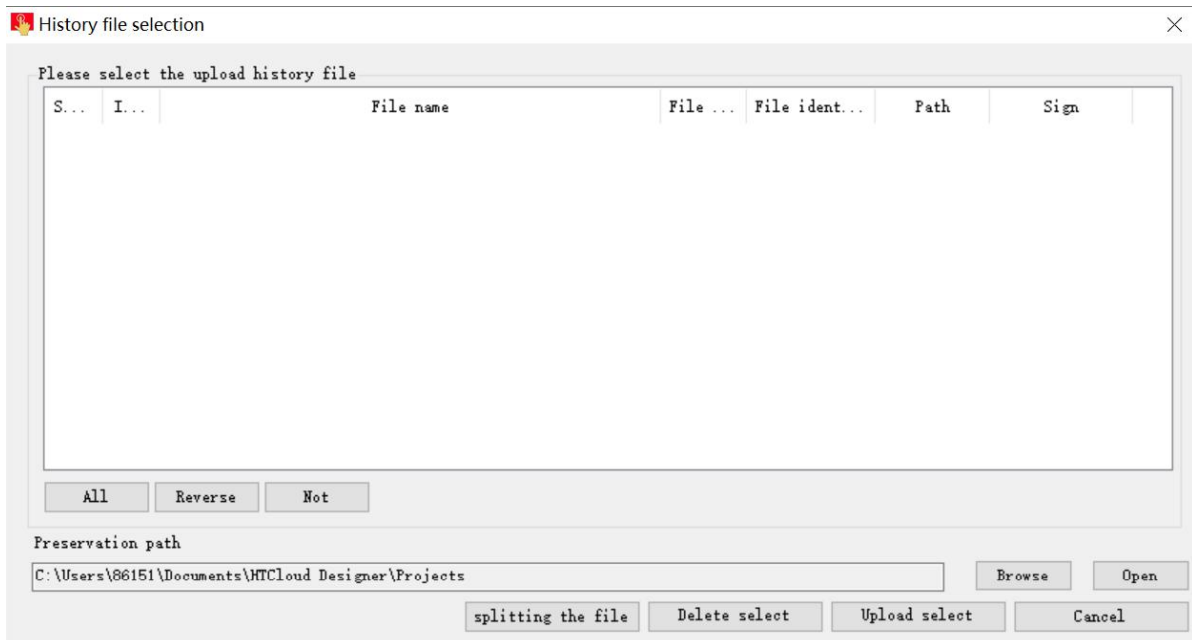 History file selection
Please select the upload history file
S... I... File name File ... File ident... Path Sign
All Reverse Not
Preservation path
C:\Users\86151\Documents\HTCloud Designer\Projects Browse Open
splitting the file Delete select Upload select Cancel